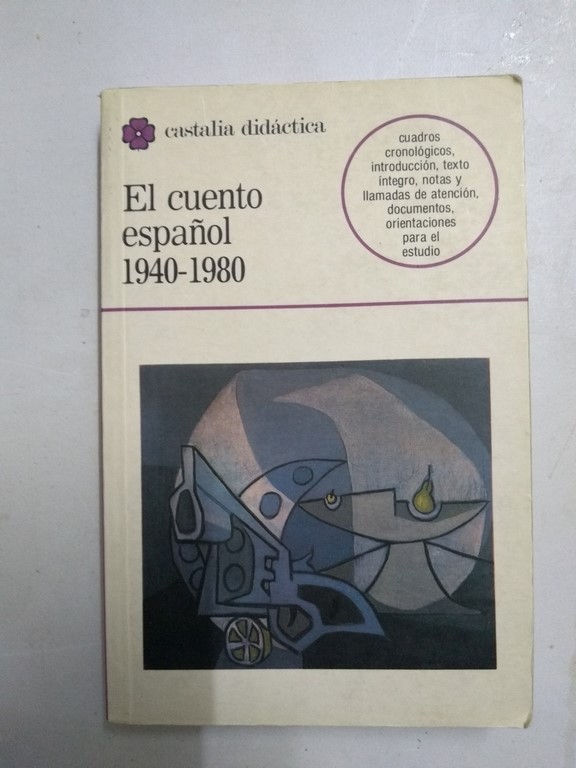 castalia didáctica
El cuento
español
1940-1980
cuadros
cronológicos,
introducción, texto
íntegro, notas y
llamadas de atención,
documentos,
orientaciones
para el
estudio